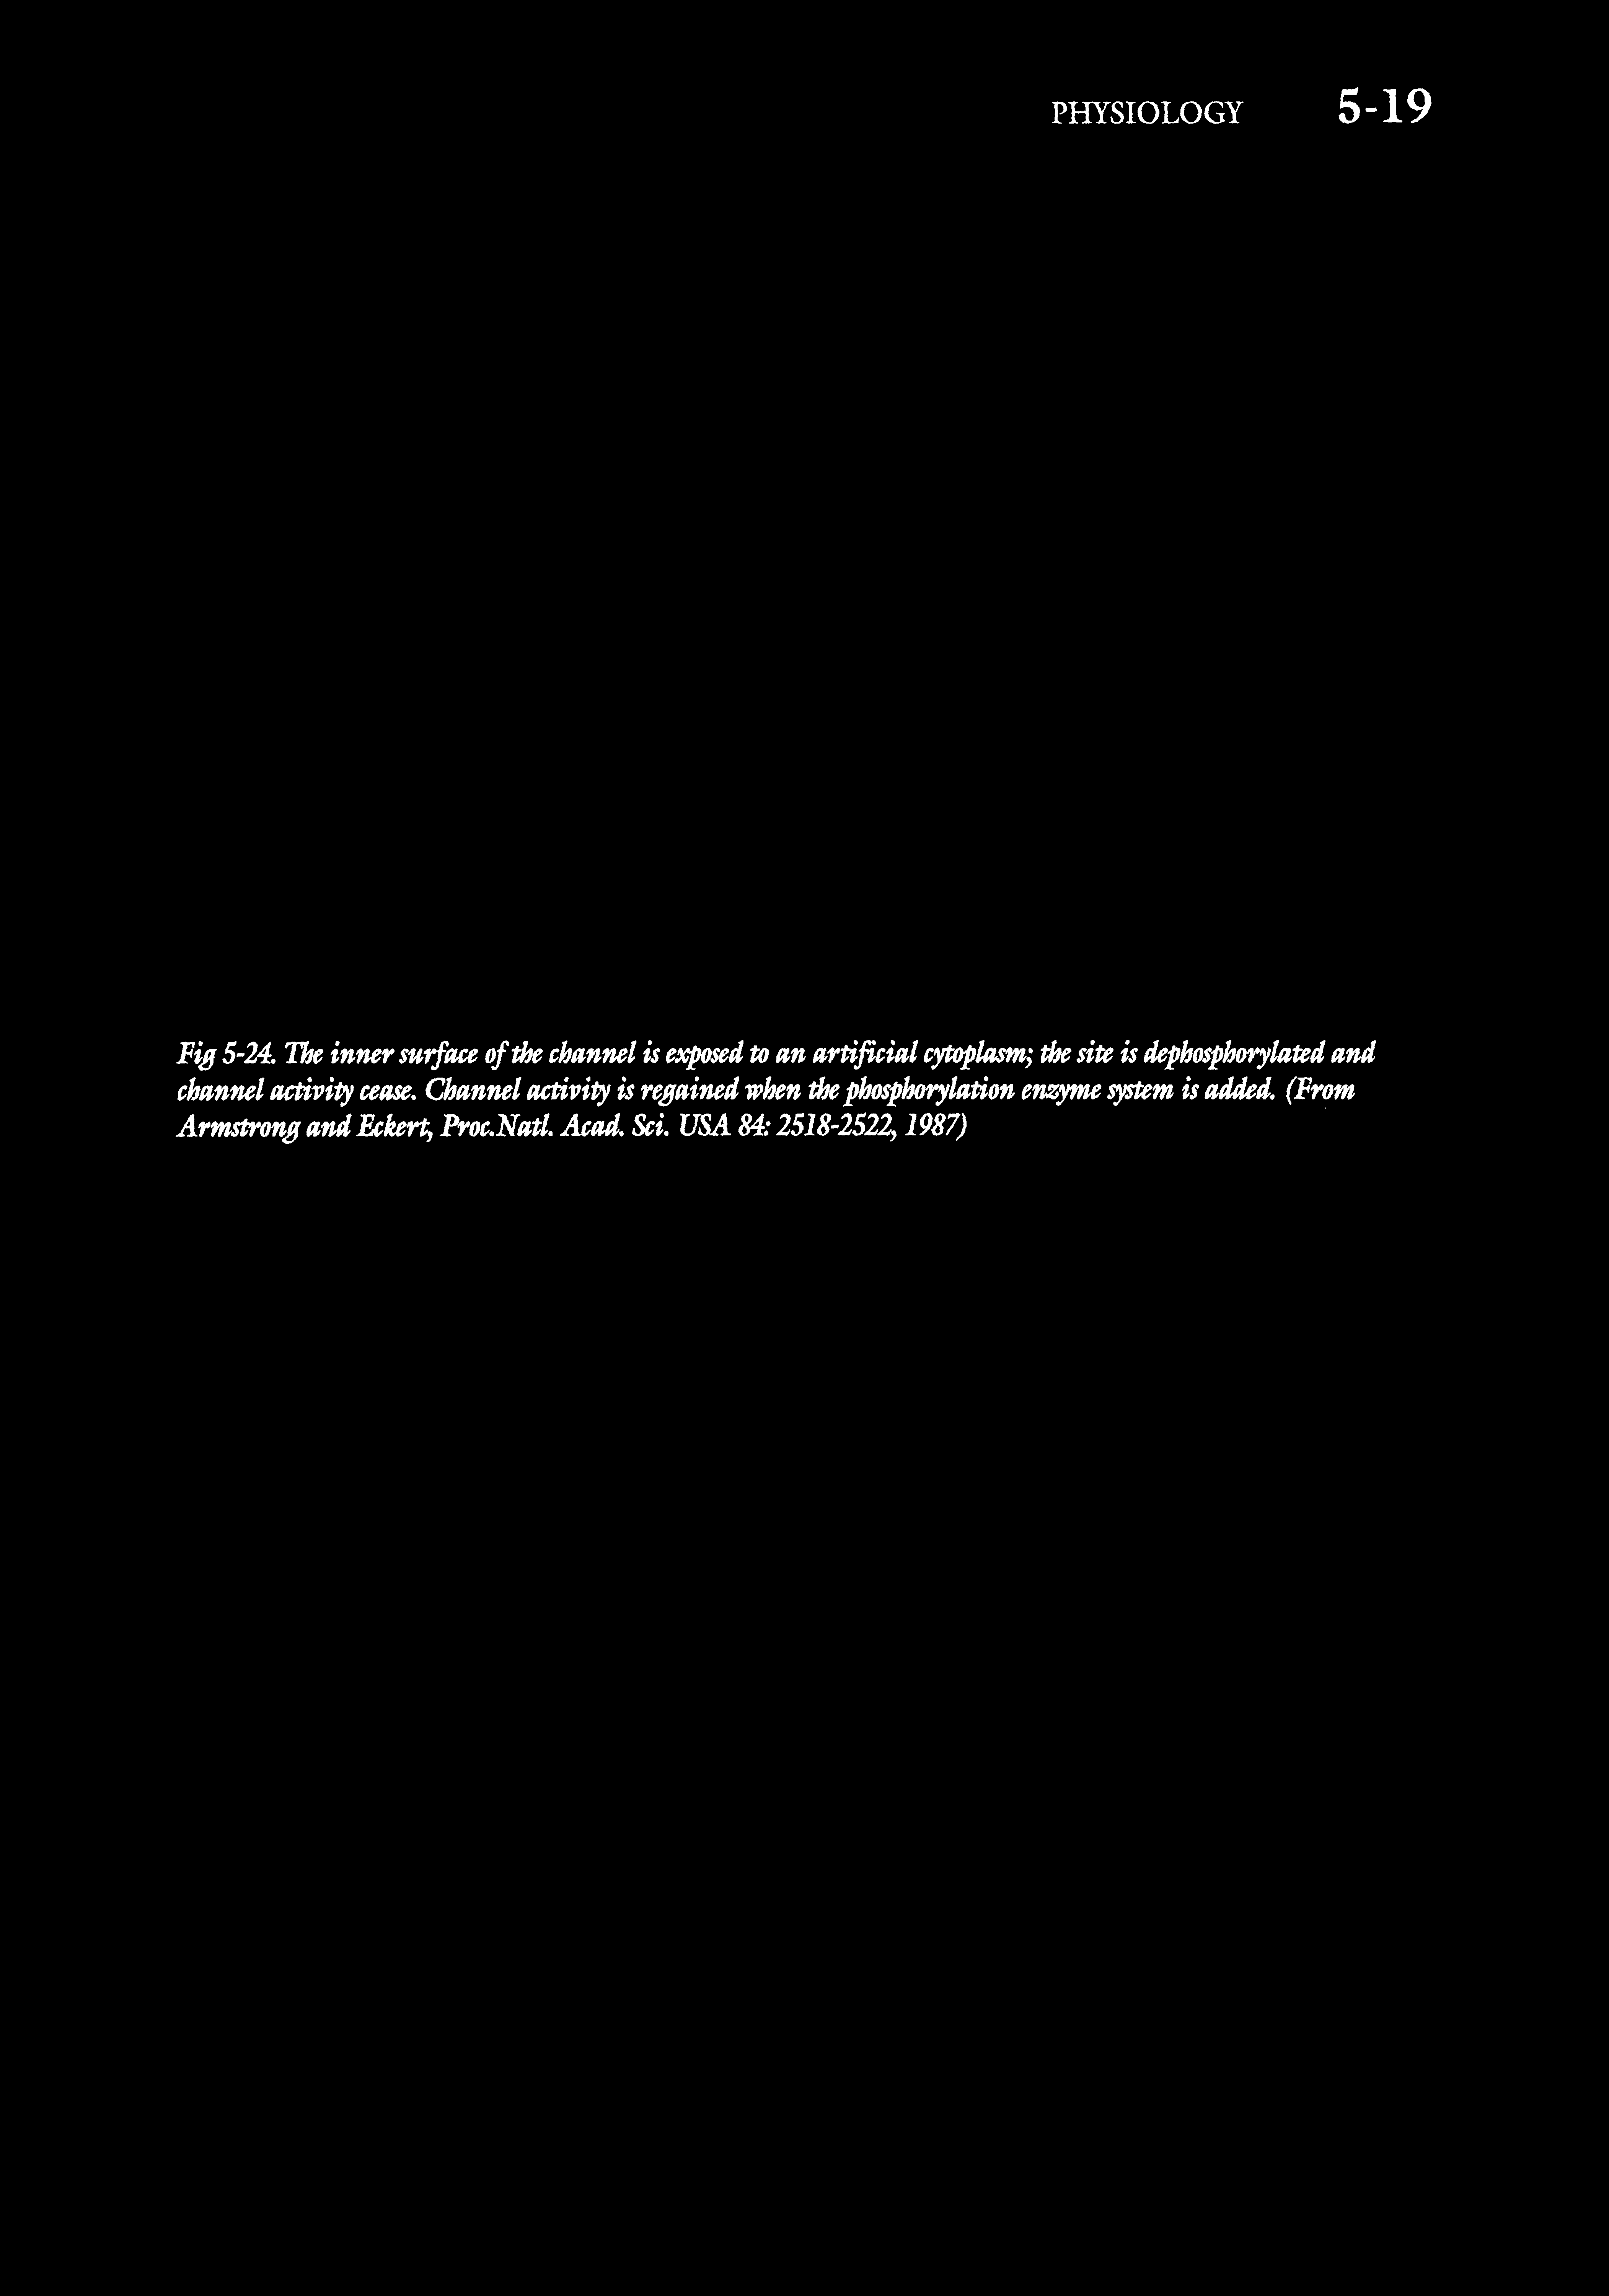 PHYSIOLOGY 5-19
Fig 5-24. The inner surface of the channel is exposed to an artificial cytoplasm; the site is dephosphorylated and
channel activity cease. Channel activity is regained when the phosphorylation enzyme system is added. (From
Armstrong and Eckert, Proc.Natl. Acad. Sci. USA 84: 2518-2522, 1987)